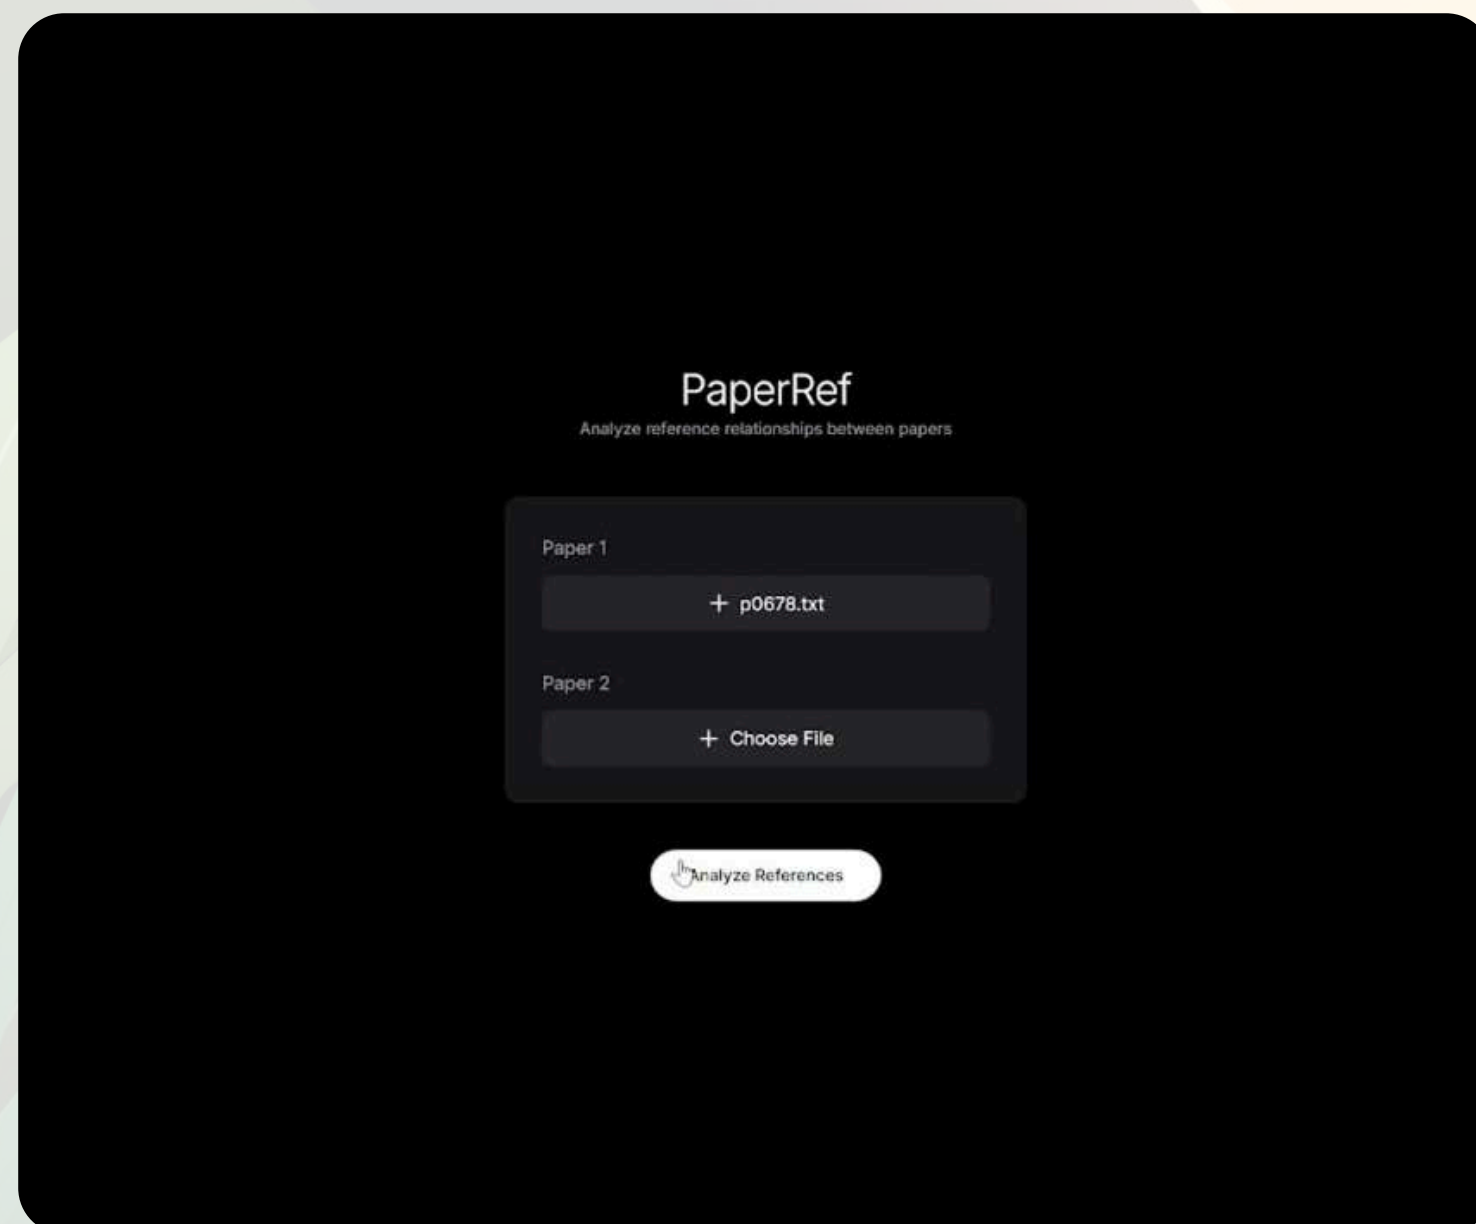 PaperRef
Analyze reference relationships between papers
Paper 1
+ p0678.txt
Paper 2
+ Choose File
Analyze References